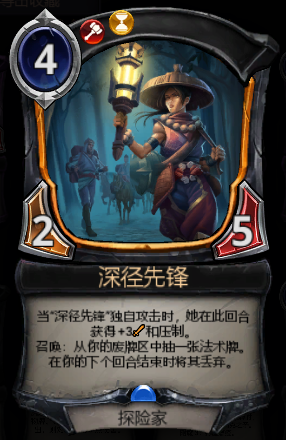 4
2
5
深径先锋
当“深径先锋”独自攻击时，她在此回合
获得+3和压制。
召唤：从你的废牌区中抽一张法术牌。
在你的下个回合结束时将其丢弃。
探险家